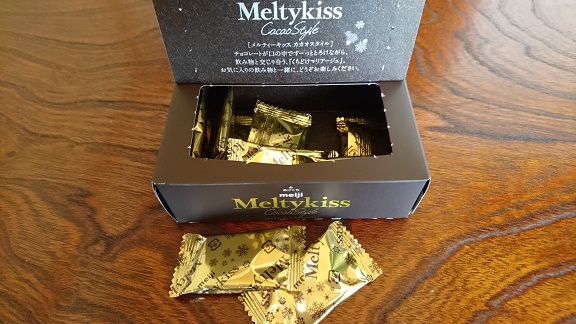 Meltykiss
Cacao Style
[メルティーキッス カカオスタイル]
チョコレートが口の中ですーっととろけながら、
飲み物と交じり合う、『くちどけマリアージュ』。
お気に入りの飲み物と一緒に、どうぞお楽しみください。
meiji
Meltykiss
Cacao Style
Meltykiss
Melty